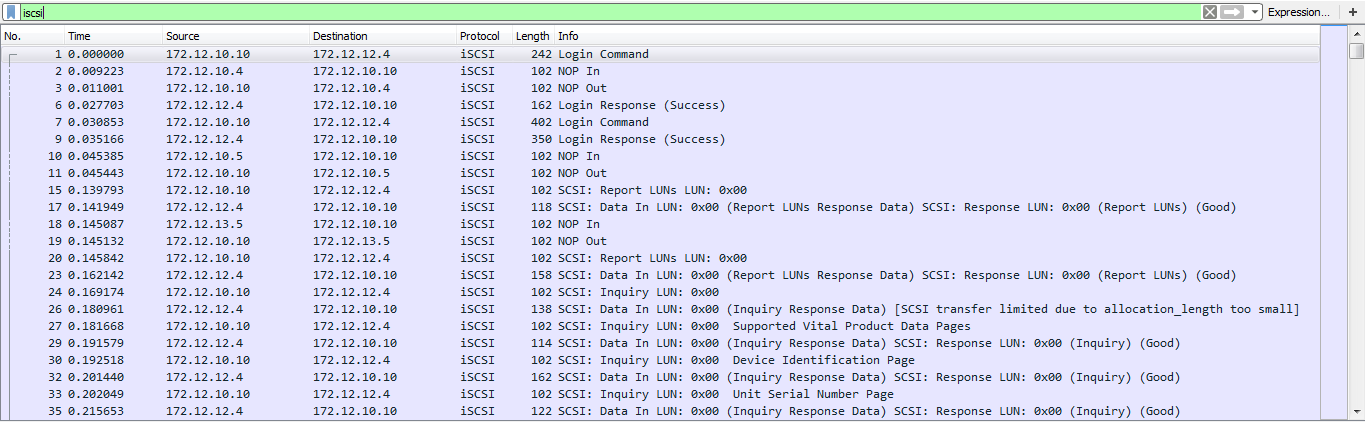 iscsi Expression... +
No. Time Source Destination Protocol Length Info
1 0.000000 172.12.10.10 172.12.12.4 iSCSI 242 Login Command
2 0.009223 172.12.10.4 172.12.10.10 iSCSI 102 NOP In
3 0.011001 172.12.10.10 172.12.10.4 iSCSI 102 NOP Out
6 0.027703 172.12.12.4 172.12.10.10 iSCSI 162 Login Response (Success)
7 0.030853 172.12.10.10 172.12.12.4 iSCSI 402 Login Command
9 0.035166 172.12.12.4 172.12.10.10 iSCSI 350 Login Response (Success)
10 0.045385 172.12.10.5 172.12.10.10 iSCSI 102 NOP In
11 0.045443 172.12.10.10 172.12.10.5 iSCSI 102 NOP Out
15 0.139793 172.12.10.10 172.12.12.4 iSCSI 102 SCSI: Report LUNs LUN: 0x00
17 0.141949 172.12.12.4 172.12.10.10 iSCSI 118 SCSI: Data In LUN: 0x00 (Report LUNs Response Data) SCSI: Response LUN: 0x00 (Report LUNs) (Good)
18 0.145087 172.12.13.5 172.12.10.10 iSCSI 102 NOP In
19 0.145132 172.12.10.10 172.12.13.5 iSCSI 102 NOP Out
20 0.145842 172.12.10.10 172.12.12.4 iSCSI 102 SCSI: Report LUNs LUN: 0x00
23 0.162142 172.12.12.4 172.12.10.10 iSCSI 158 SCSI: Data In LUN: 0x00 (Report LUNs Response Data) SCSI: Response LUN: 0x00 (Report LUNs) (Good)
24 0.169174 172.12.10.10 172.12.12.4 iSCSI 102 SCSI: Inquiry LUN: 0x00
26 0.180961 172.12.12.4 172.12.10.10 iSCSI 138 SCSI: Data In LUN: 0x00 (Inquiry Response Data) [SCSI transfer limited due to allocation_length too small]
27 0.181668 172.12.10.10 172.12.12.4 iSCSI 102 SCSI: Inquiry LUN: 0x00 Supported Vital Product Data Pages
29 0.191579 172.12.12.4 172.12.10.10 iSCSI 114 SCSI: Data In LUN: 0x00 (Inquiry Response Data) SCSI: Response LUN: 0x00 (Inquiry) (Good)
30 0.192518 172.12.10.10 172.12.12.4 iSCSI 102 SCSI: Inquiry LUN: 0x00 Device Identification Page
32 0.201440 172.12.12.4 172.12.10.10 iSCSI 162 SCSI: Data In LUN: 0x00 (Inquiry Response Data) SCSI: Response LUN: 0x00 (Inquiry) (Good)
33 0.202049 172.12.10.10 172.12.12.4 iSCSI 102 SCSI: Inquiry LUN: 0x00 Unit Serial Number Page
35 0.215653 172.12.12.4 172.12.10.10 iSCSI 122 SCSI: Data In LUN: 0x00 (Inquiry Response Data) SCSI: Response LUN: 0x00 (Inquiry) (Good)